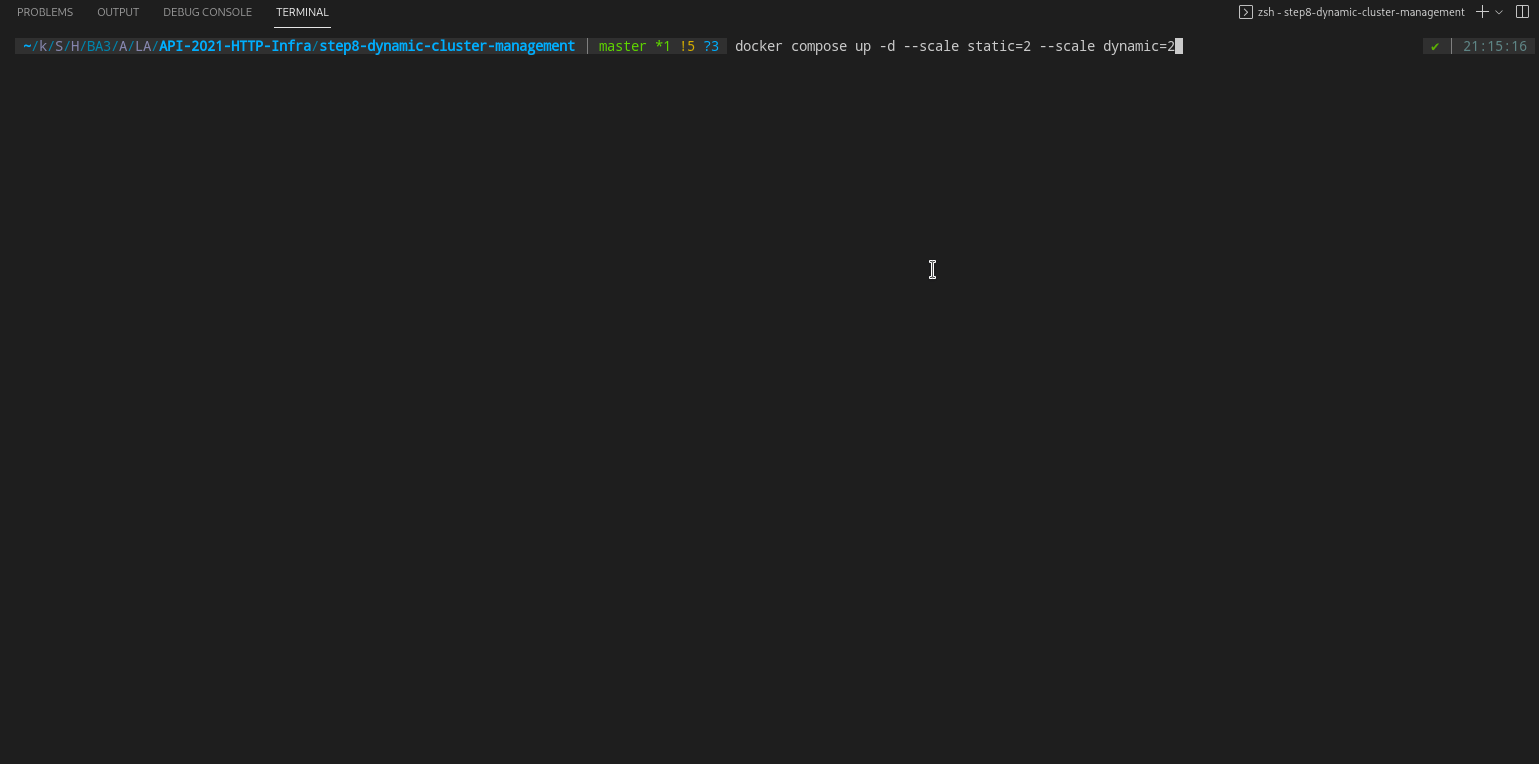 PROBLEMS OUTPUT DEBUG CONSOLE TERMINAL zsh - step8-dynamic-cluster-management
~/k/S/H/BA3/A/LA/API-2021-HTTP-Infra/step8-dynamic-cluster-management | master *1 !5 ?3 docker compose up -d --scale static=2 --scale dynamic=2 ✔ | 21:15:16